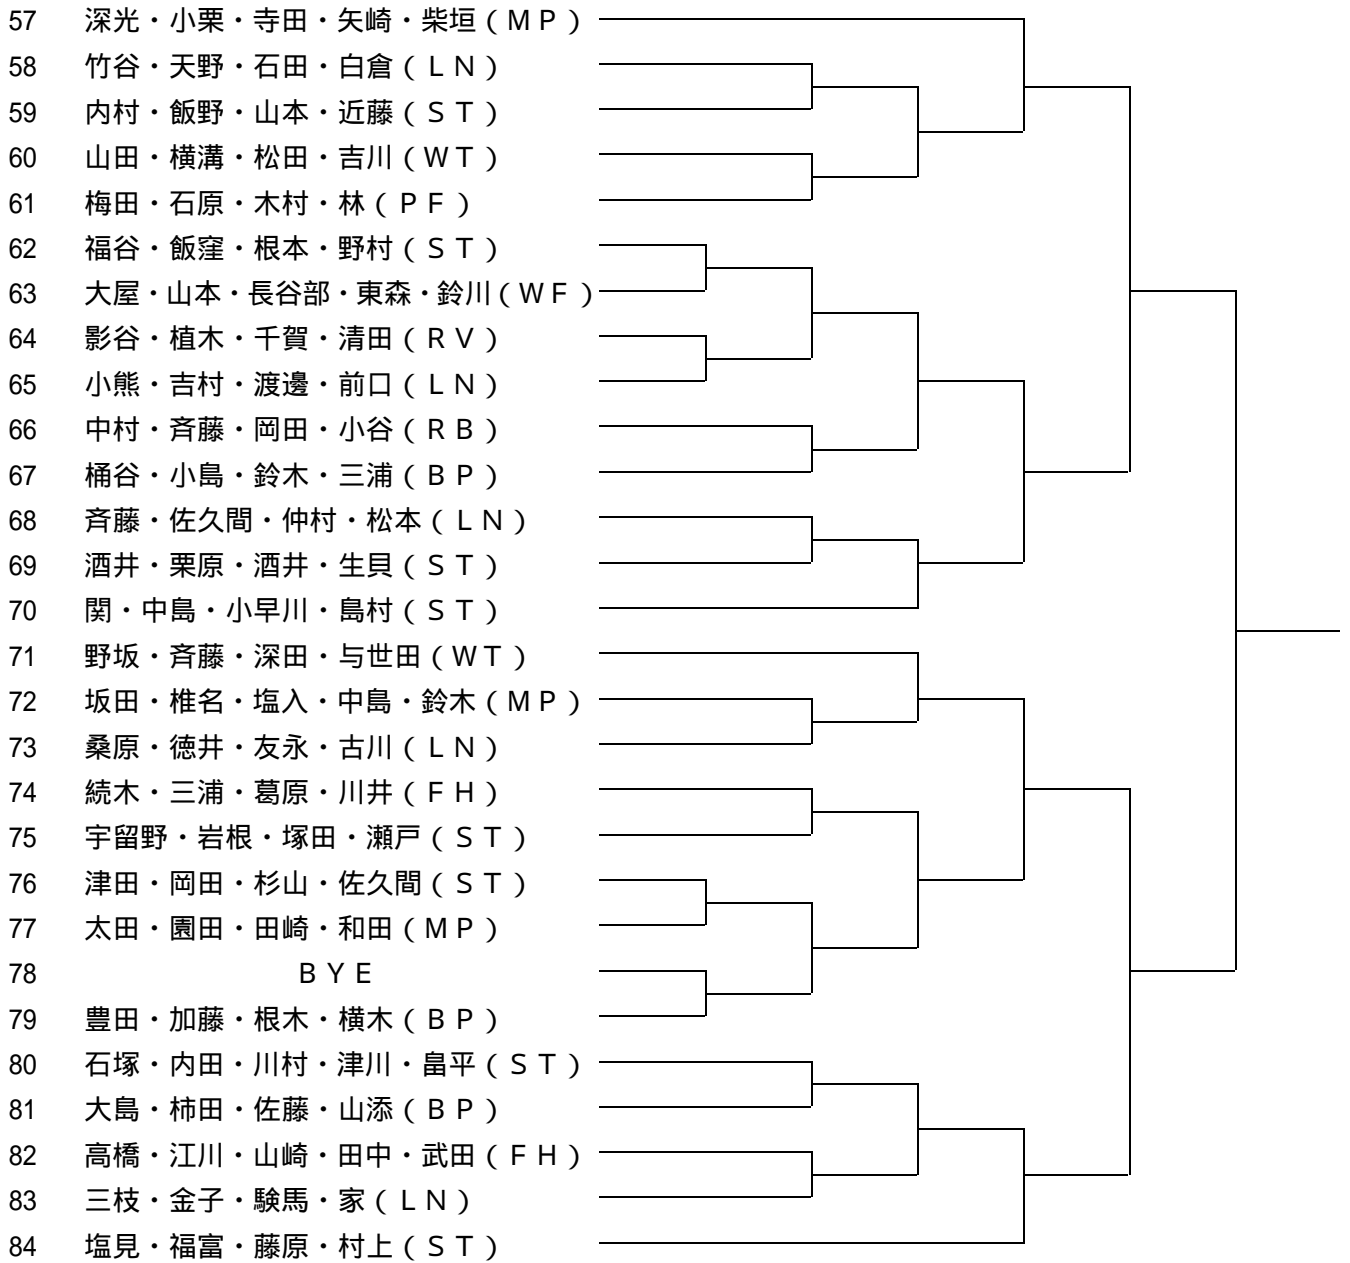 57 深光・小栗・寺田・矢崎・柴垣(ＭＰ)
58 竹谷・天野・石田・白倉(ＬＮ)
59 内村・飯野・山本・近藤(ＳＴ)
60 山田・横溝・松田・吉川(ＷＴ)
61 梅田・石原・木村・林(ＰＦ)
62 福谷・飯窪・根本・野村(ＳＴ)
63 大屋・山本・長谷部・東森・鈴川(ＷＦ)
64 影谷・植木・千賀・清田(ＲＶ)
65 小熊・吉村・渡邊・前口(ＬＮ)
66 中村・斉藤・岡田・小谷(ＲＢ)
67 桶谷・小島・鈴木・三浦(ＢＰ)
68 斉藤・佐久間・仲村・松本(ＬＮ)
69 酒井・栗原・酒井・生貝(ＳＴ)
70 関・中島・小早川・島村(ＳＴ)
71 野坂・斉藤・深田・与世田(ＷＴ)
72 坂田・椎名・塩入・中島・鈴木(ＭＰ)
73 桑原・徳井・友永・古川(ＬＮ)
74 続木・三浦・葛原・川井(ＦＨ)
75 宇留野・岩根・塚田・瀬戸(ＳＴ)
76 津田・岡田・杉山・佐久間(ＳＴ)
77 太田・園田・田崎・和田(ＭＰ)
78 ＢＹＥ
79 豊田・加藤・根木・横木(ＢＰ)
80 石塚・内田・川村・津川・畠平(ＳＴ)
81 大島・柿田・佐藤・山添(ＢＰ)
82 高橋・江川・山崎・田中・武田(ＦＨ)
83 三枝・金子・験馬・家(ＬＮ)
84 塩見・福富・藤原・村上(ＳＴ)